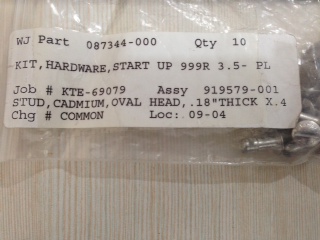 WJ Part 087344-000 Qty 10
KIT,HARDWARE,START UP 999R 3.5- PL
Job # KTE-69079 Assy 919579-001
STUD,CADMIUM,OVAL HEAD,.18"THICK X.4
Chg # COMMON Loc: 09-04